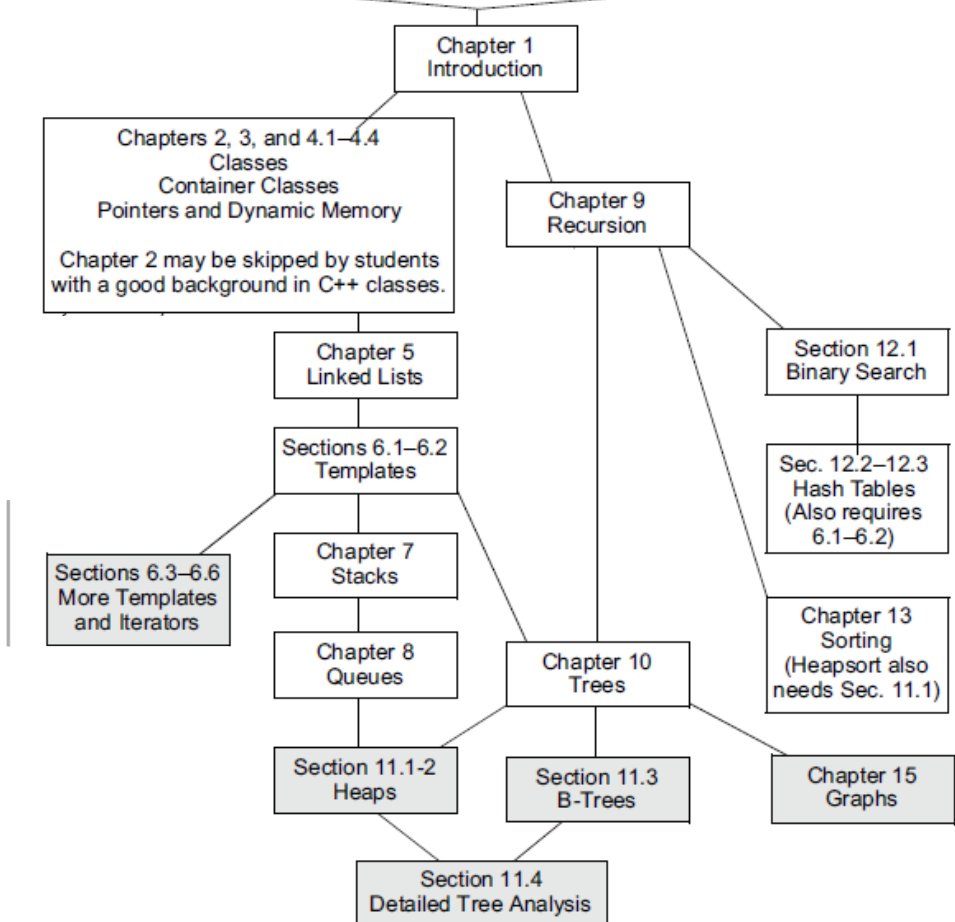 Chapter 1
Introduction
Chapters 2, 3, and 4.1–4.4
Classes
Container Classes
Pointers and Dynamic Memory
Chapter 2 may be skipped by students
with a good background in C++ classes.
Chapter 9
Recursion
Chapter 5
Linked Lists
Section 12.1
Binary Search
Sections 6.1–6.2
Templates
Sec. 12.2–12.3
Hash Tables
(Also requires
6.1–6.2)
Sections 6.3–6.6
More Templates
and Iterators
Chapter 7
Stacks
Chapter 8
Queues
Chapter 10
Trees
Chapter 13
Sorting
(Heapsort also
needs Sec. 11.1)
Section 11.1-2
Heaps
Section 11.3
B-Trees
Chapter 15
Graphs
Section 11.4
Detailed Tree Analysis